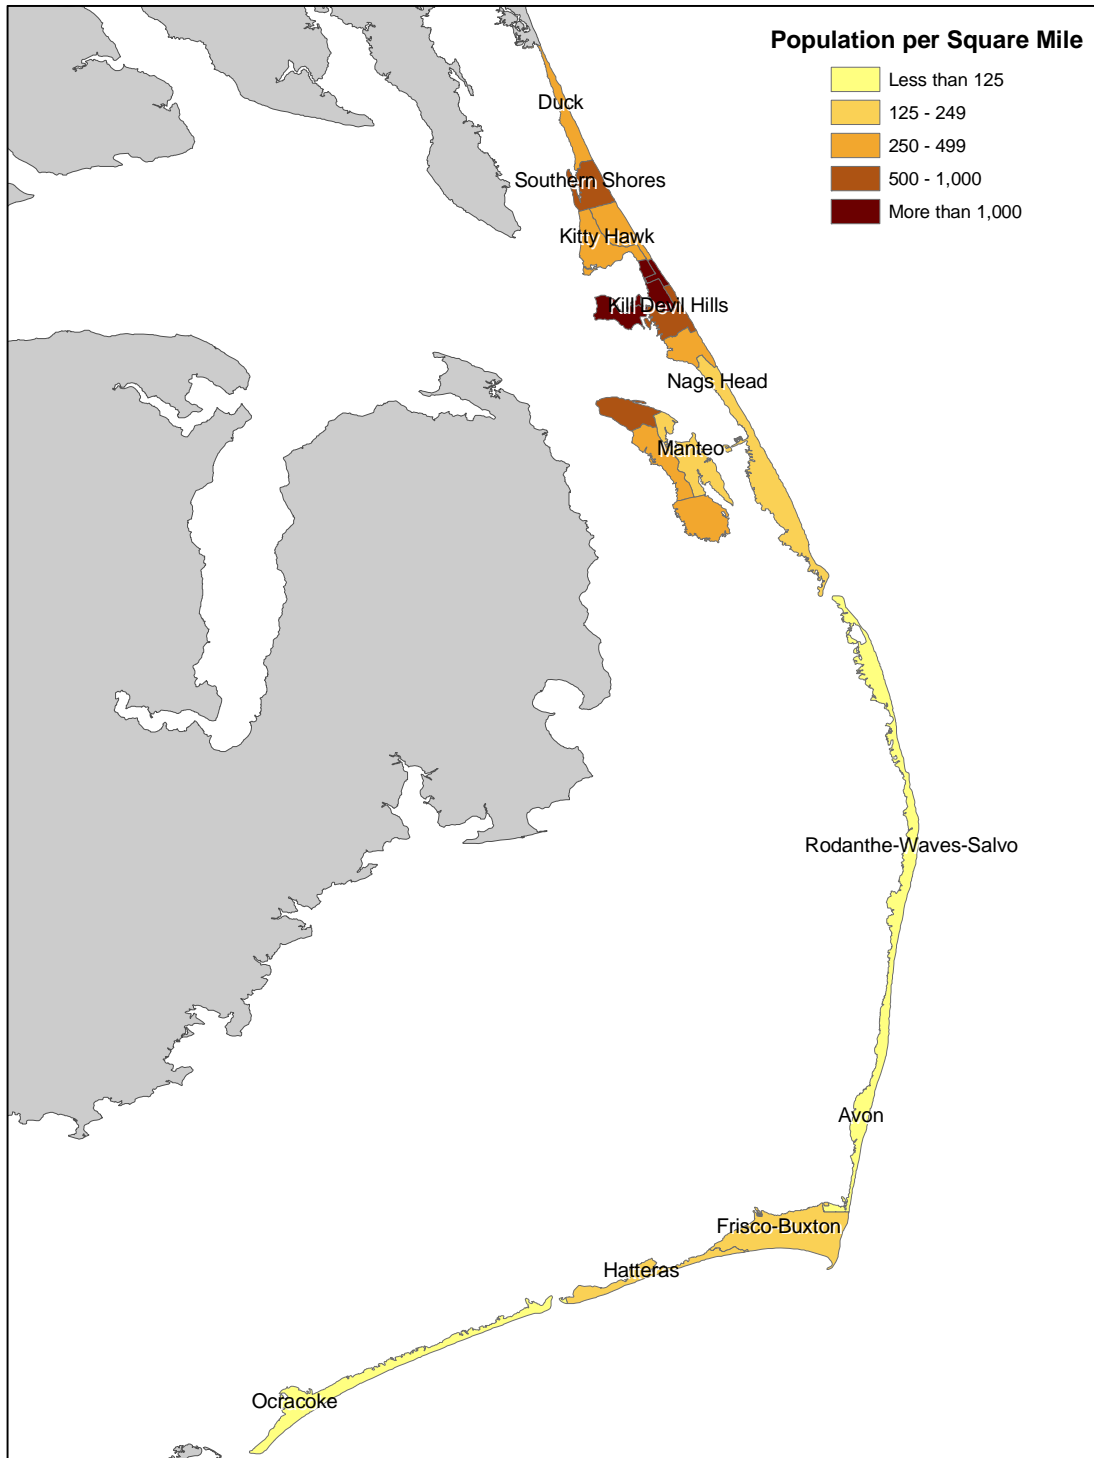 Population per Square Mile
Less than 125
125 - 249
250 - 499
500 - 1,000
More than 1,000
Duck
Southern Shores
Kitty Hawk
Kill Devil Hills
Nags Head
Manteo
Rodanthe-Waves-Salvo
Avon
Frisco-Buxton
Hatteras
Ocracoke